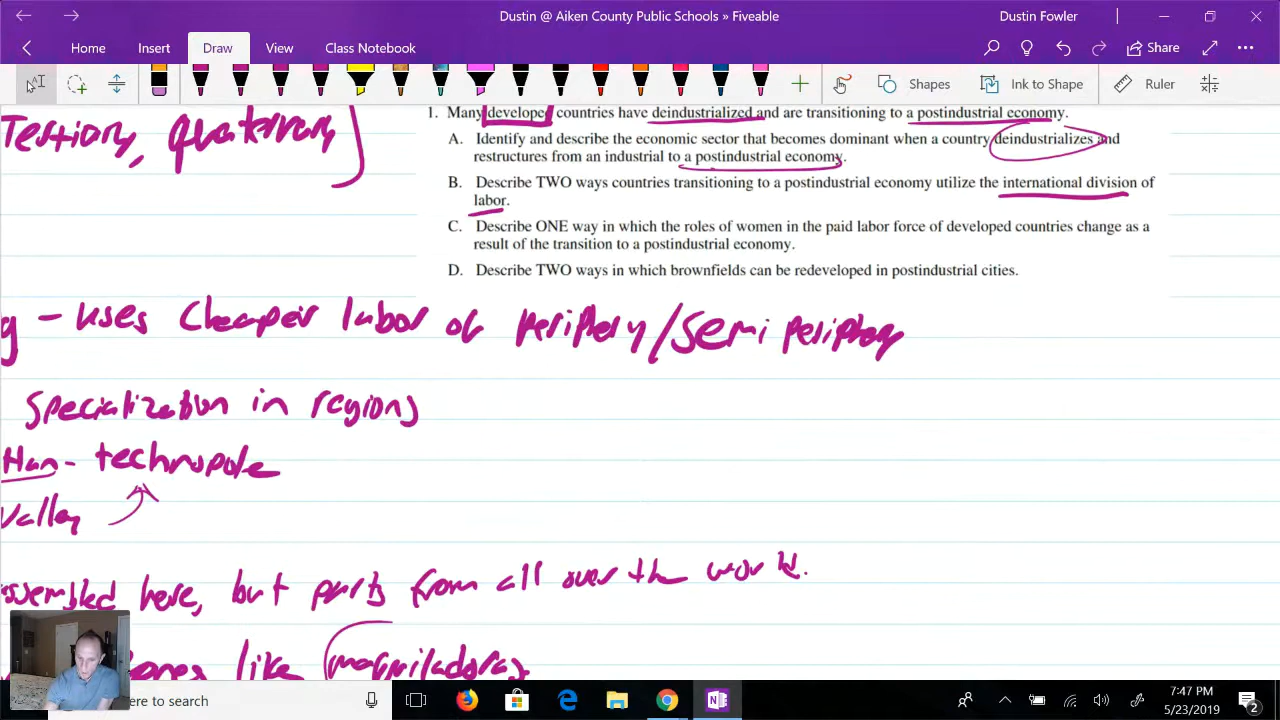 Dustin @ Aiken County Public Schools » Fiveable
Dustin Fowler
Home Insert Draw View Class Notebook Share
Shapes Ink to Shape Ruler
1. Many developed countries have deindustrialized and are transitioning to a postindustrial economy.
A. Identify and describe the economic sector that becomes dominant when a country deindustrializes and
restructures from an industrial to a postindustrial economy.
B. Describe TWO ways countries transitioning to a postindustrial economy utilize the international division of
labor.
C. Describe ONE way in which the roles of women in the paid labor force of developed countries change as a
result of the transition to a postindustrial economy.
D. Describe TWO ways in which brownfields can be redeveloped in postindustrial cities.
Tertiary, quaternary
g - uses cheaper labor of periphery/semi periphery
specialization in regions
technopole
valley
ssembled here, but parts from all over the world.
ones like maquiladoras
here to search
7:47 PM
5/23/2019
2